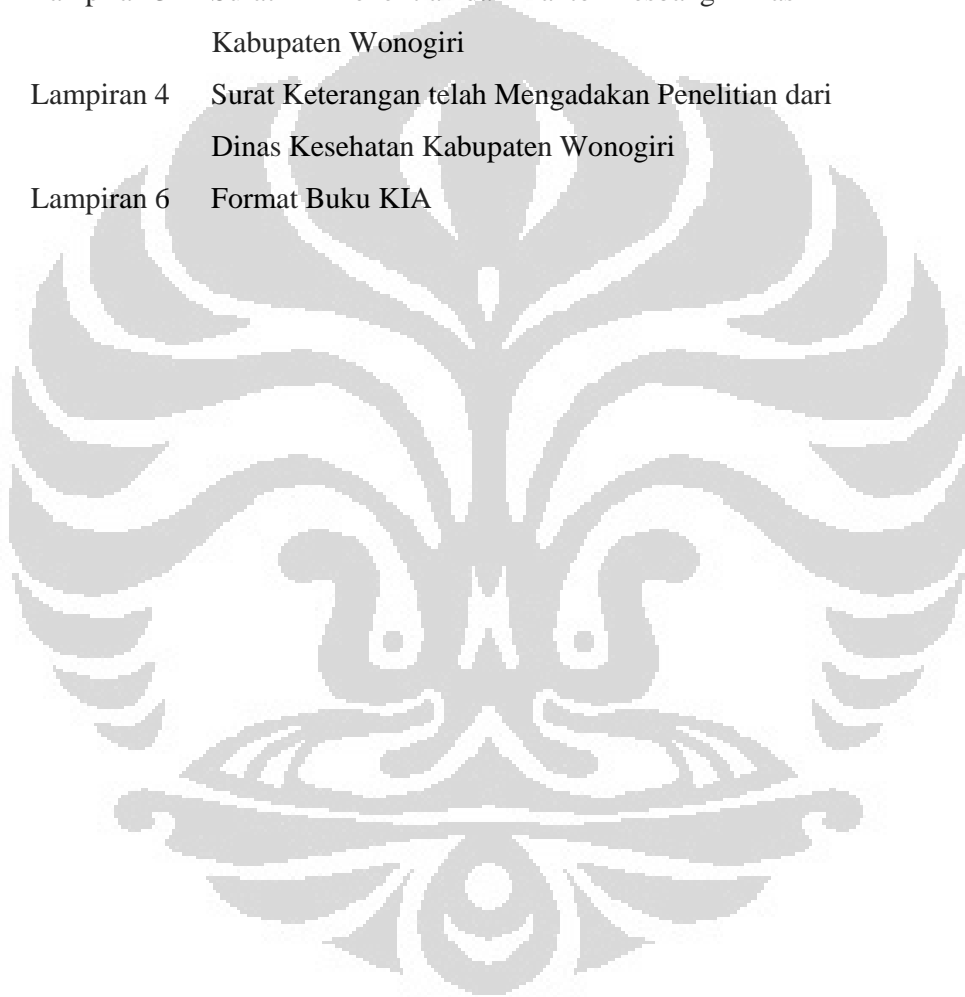 Kabupaten Wonogiri
Lampiran 4 Surat Keterangan telah Mengadakan Penelitian dari
Dinas Kesehatan Kabupaten Wonogiri
Lampiran 6 Format Buku KIA